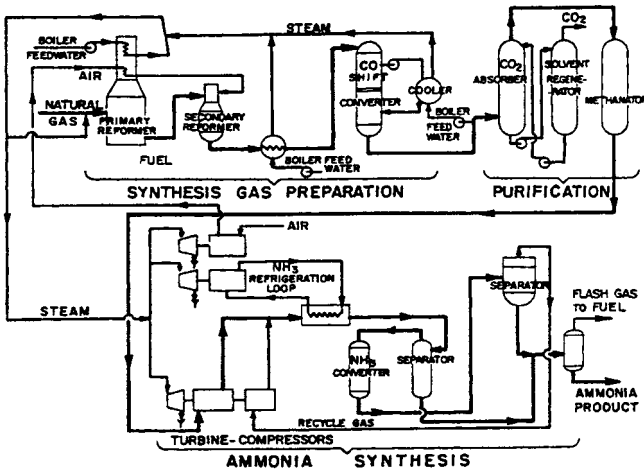 BOILER
FEEDWATER
STEAM
AIR
NATURAL
GAS
PRIMARY
REFORMER
SECONDARY
REFORMER
FUEL
BOILER FEED
WATER
CO
SHIFT
CONVERTER
COOLER
BOILER
FEED
WATER
CO2
CO2
ABSORBER
SOLVENT
REGENE-
RATOR
METHANATOR
SYNTHESIS GAS PREPARATION
PURIFICATION
AIR
NH3
REFRIGERATION
LOOP
STEAM
NH3
CONVERTER
SEPARATOR
SEPARATOR
FLASH GAS
TO FUEL
AMMONIA
PRODUCT
RECYCLE GAS
TURBINE-COMPRESSORS
AMMONIA SYNTHESIS